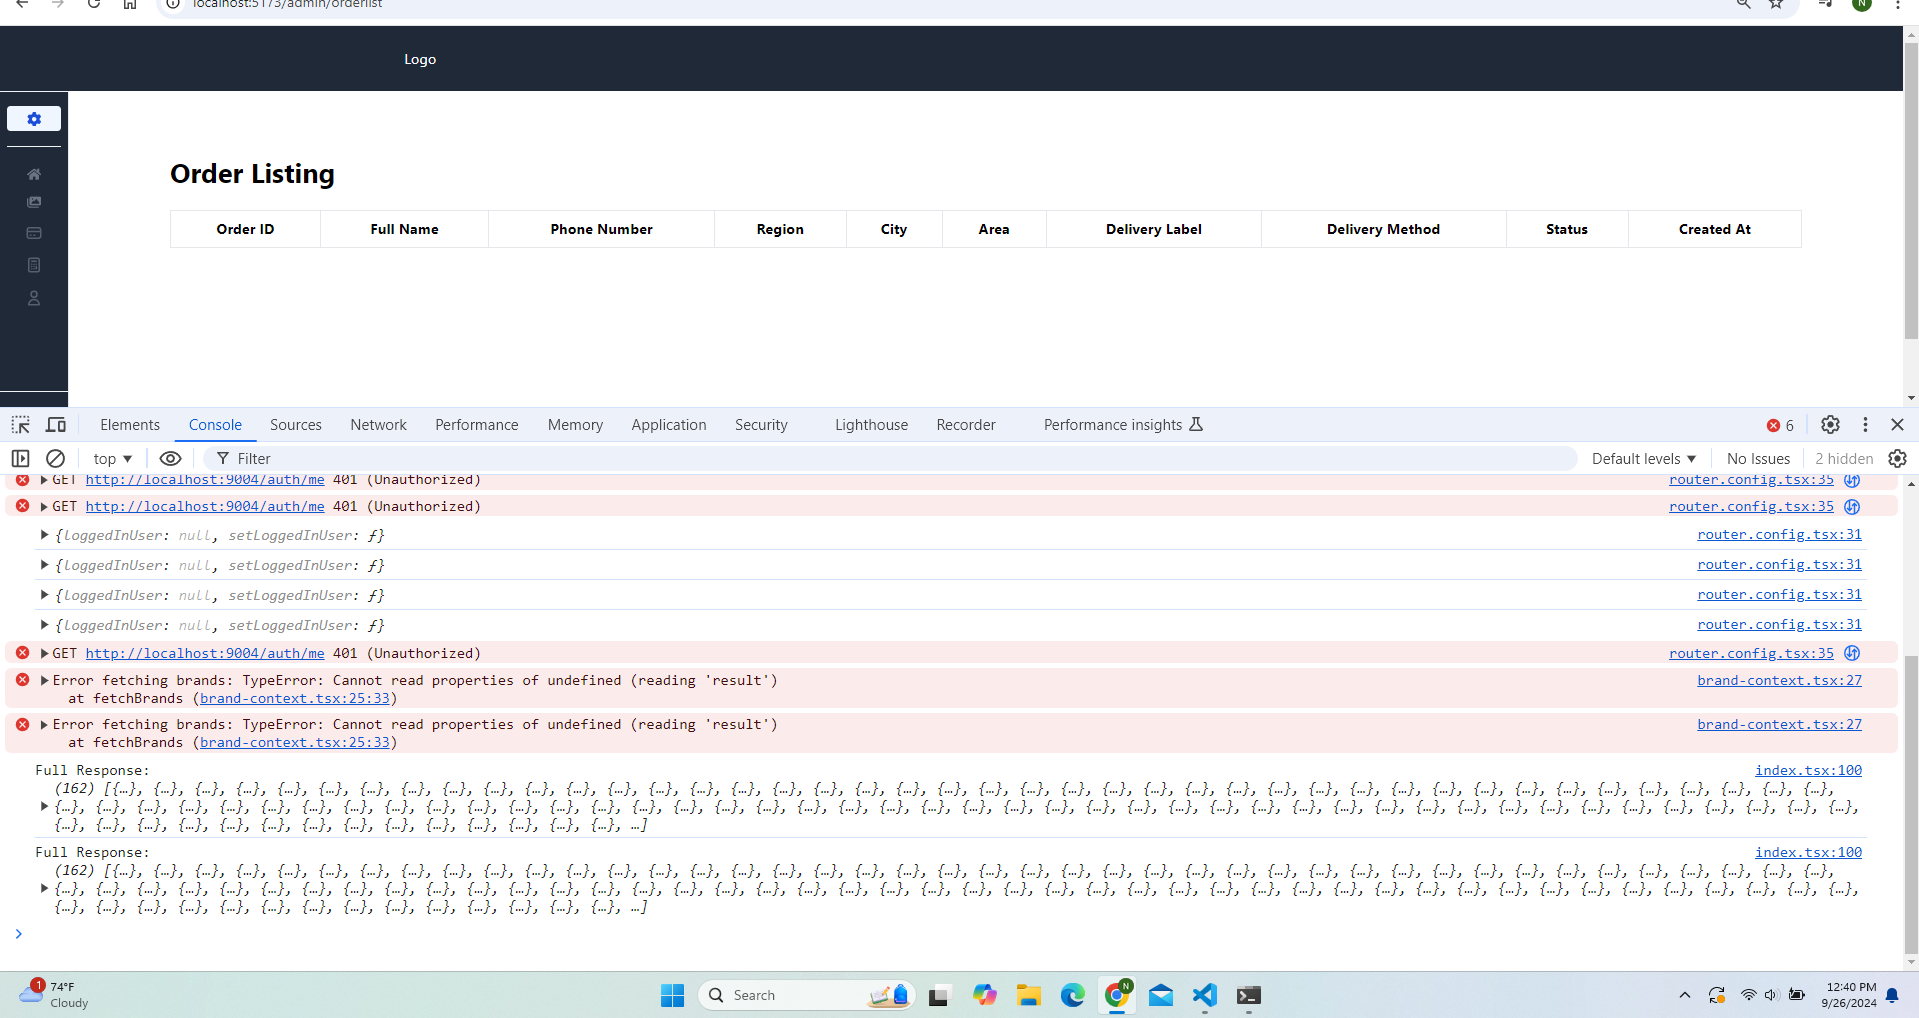 localhost:5173/admin/orderlist
N
Logo
Order Listing
Order ID Full Name Phone Number Region City Area Delivery Label Delivery Method Status Created At
Elements Console Sources Network Performance Memory Application Security Lighthouse Recorder Performance insights 6
top Filter Default levels No Issues 2 hidden
GET http://localhost:9004/auth/me 401 (Unauthorized) router.config.tsx:35
GET http://localhost:9004/auth/me 401 (Unauthorized) router.config.tsx:35
{loggedInUser: null, setLoggedInUser: ƒ} router.config.tsx:31
{loggedInUser: null, setLoggedInUser: ƒ} router.config.tsx:31
{loggedInUser: null, setLoggedInUser: ƒ} router.config.tsx:31
{loggedInUser: null, setLoggedInUser: ƒ} router.config.tsx:31
GET http://localhost:9004/auth/me 401 (Unauthorized) router.config.tsx:35
Error fetching brands: TypeError: Cannot read properties of undefined (reading 'result') brand-context.tsx:27
at fetchBrands (brand-context.tsx:25:33)
Error fetching brands: TypeError: Cannot read properties of undefined (reading 'result') brand-context.tsx:27
at fetchBrands (brand-context.tsx:25:33)
Full Response: index.tsx:100
(162) [{…}, {…}, {…}, {…}, {…}, {…}, {…}, {…}, {…}, {…}, {…}, {…}, {…}, {…}, {…}, {…}, {…}, {…}, {…}, {…}, {…}, {…}, {…}, {…}, {…}, {…}, {…}, {…}, {…}, {…}, {…}, {…}, {…}, {…}, {…}, {…}, {…}, {…}, {…}, {…}, {…}, {…},
{…}, {…}, {…}, {…}, {…}, {…}, {…}, {…}, {…}, {…}, {…}, {…}, {…}, {…}, {…}, {…}, {…}, {…}, {…}, {…}, {…}, {…}, {…}, {…}, {…}, {…}, {…}, {…}, {…}, {…}, {…}, {…}, {…}, {…}, {…}, {…}, {…}, {…}, {…}, {…}, {…}, {…}, {…}, {…},
{…}, {…}, {…}, {…}, {…}, {…}, {…}, {…}, {…}, {…}, {…}, {…}, {…}, {…}, …]
Full Response: index.tsx:100
(162) [{…}, {…}, {…}, {…}, {…}, {…}, {…}, {…}, {…}, {…}, {…}, {…}, {…}, {…}, {…}, {…}, {…}, {…}, {…}, {…}, {…}, {…}, {…}, {…}, {…}, {…}, {…}, {…}, {…}, {…}, {…}, {…}, {…}, {…}, {…}, {…}, {…}, {…}, {…}, {…}, {…}, {…},
{…}, {…}, {…}, {…}, {…}, {…}, {…}, {…}, {…}, {…}, {…}, {…}, {…}, {…}, {…}, {…}, {…}, {…}, {…}, {…}, {…}, {…}, {…}, {…}, {…}, {…}, {…}, {…}, {…}, {…}, {…}, {…}, {…}, {…}, {…}, {…}, {…}, {…}, {…}, {…}, {…}, {…}, {…}, {…},
{…}, {…}, {…}, {…}, {…}, {…}, {…}, {…}, {…}, {…}, {…}, {…}, {…}, {…}, …]
1
74°F
Cloudy
Search
N
12:40 PM
9/26/2024